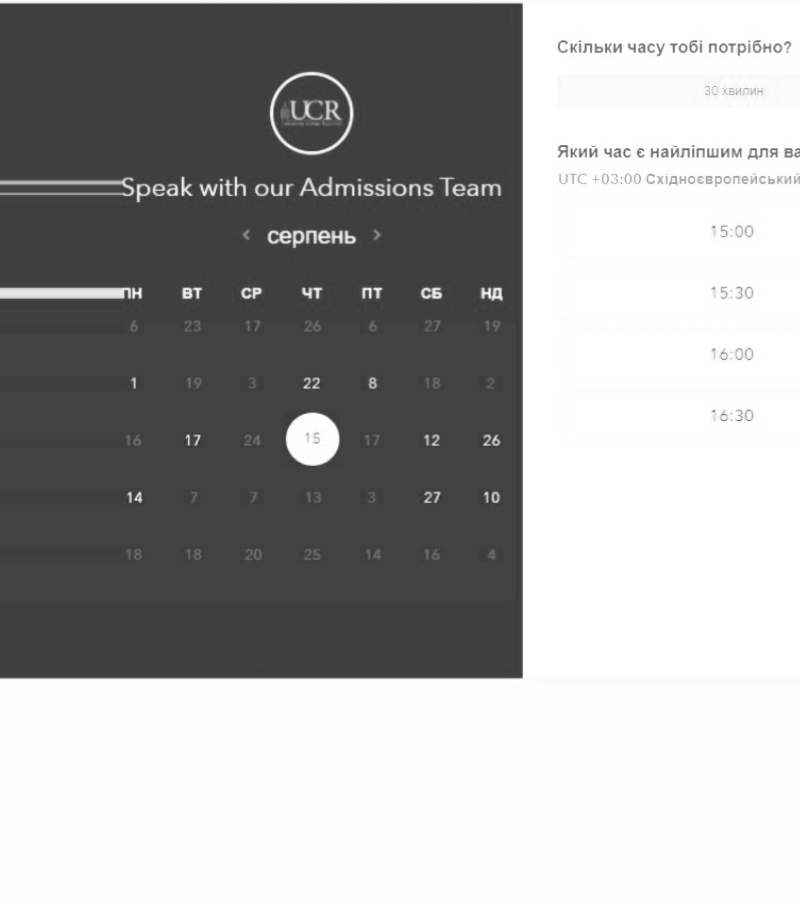 UCR
Speak with our Admissions Team
< серпень >
ПН ВТ СР ЧТ ПТ СБ НД
6 23 17 26 6 27 19
1 19 3 22 8 18 2
16 17 24 15 17 12 26
14 7 7 13 3 27 10
18 18 20 25 14 16 4
Скільки часу тобі потрібно?
30 хвилин
Який час є найліпшим для ва
UTC +03:00 Східноєвропейський
15:00
15:30
16:00
16:30